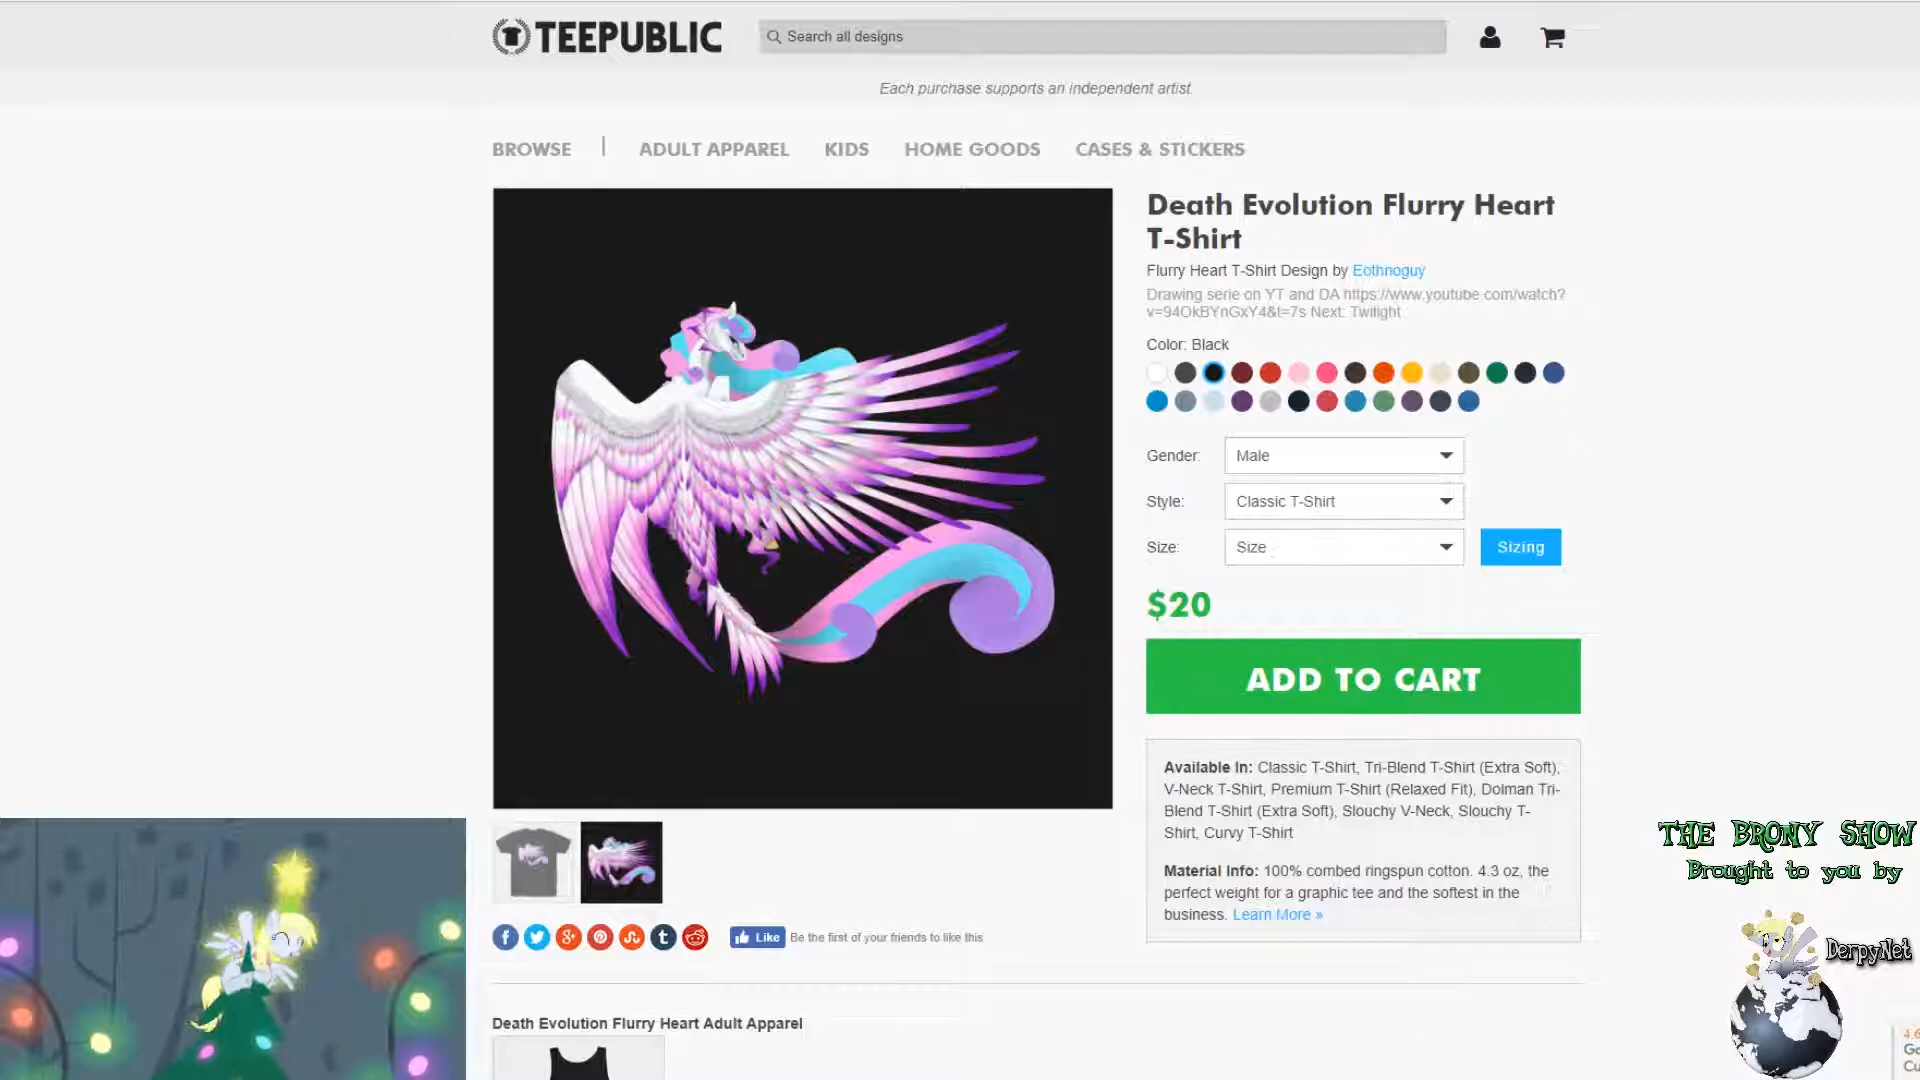 TEEPUBLIC
Search all designs
Each purchase supports an independent artist.
BROWSE | ADULT APPAREL KIDS HOME GOODS CASES & STICKERS
Death Evolution Flurry Heart
T-Shirt
Flurry Heart T-Shirt Design by Eothnoguy
Drawing serie on YT and DA https://www.youtube.com/watch?
v=94OkBYnGxY4&t=7s Next: Twilight
Color: Black
Gender: Male
Style: Classic T-Shirt
Size: Size Sizing
$20
ADD TO CART
Available In: Classic T-Shirt, Tri-Blend T-Shirt (Extra Soft),
V-Neck T-Shirt, Premium T-Shirt (Relaxed Fit), Dolman Tri-
Blend T-Shirt (Extra Soft), Slouchy V-Neck, Slouchy T-
Shirt, Curvy T-Shirt
Material Info: 100% combed ringspun cotton. 4.3 oz, the
perfect weight for a graphic tee and the softest in the
business. Learn More »
Like Be the first of your friends to like this
Death Evolution Flurry Heart Adult Apparel
THE BRONY SHOW
Brought to you by
DerpyNet
4.6
Cu